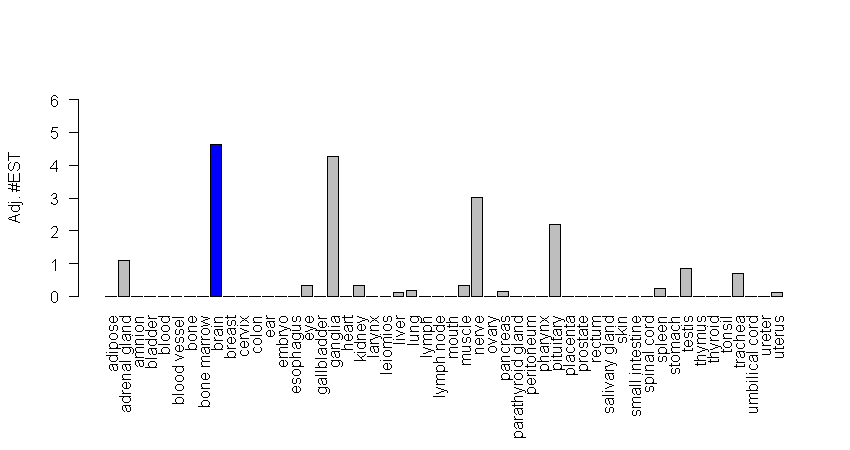 Adj. #EST
6
5
4
3
2
1
0
adipose
adrenal gland
amnion
bladder
blood
blood vessel
bone
bone marrow
brain
breast
cervix
colon
ear
embryo
esophagus
eye
gallbladder
ganglia
heart
kidney
larynx
leiomios
liver
lung
lymph
lymph node
mouth
muscle
nerve
ovary
pancreas
parathyroid gland
peritoneum
pharynx
pituitary
placenta
prostate
rectum
salivary gland
skin
small intestine
spinal cord
spleen
stomach
testis
thymus
thyroid
tonsil
trachea
umbilical cord
ureter
uterus